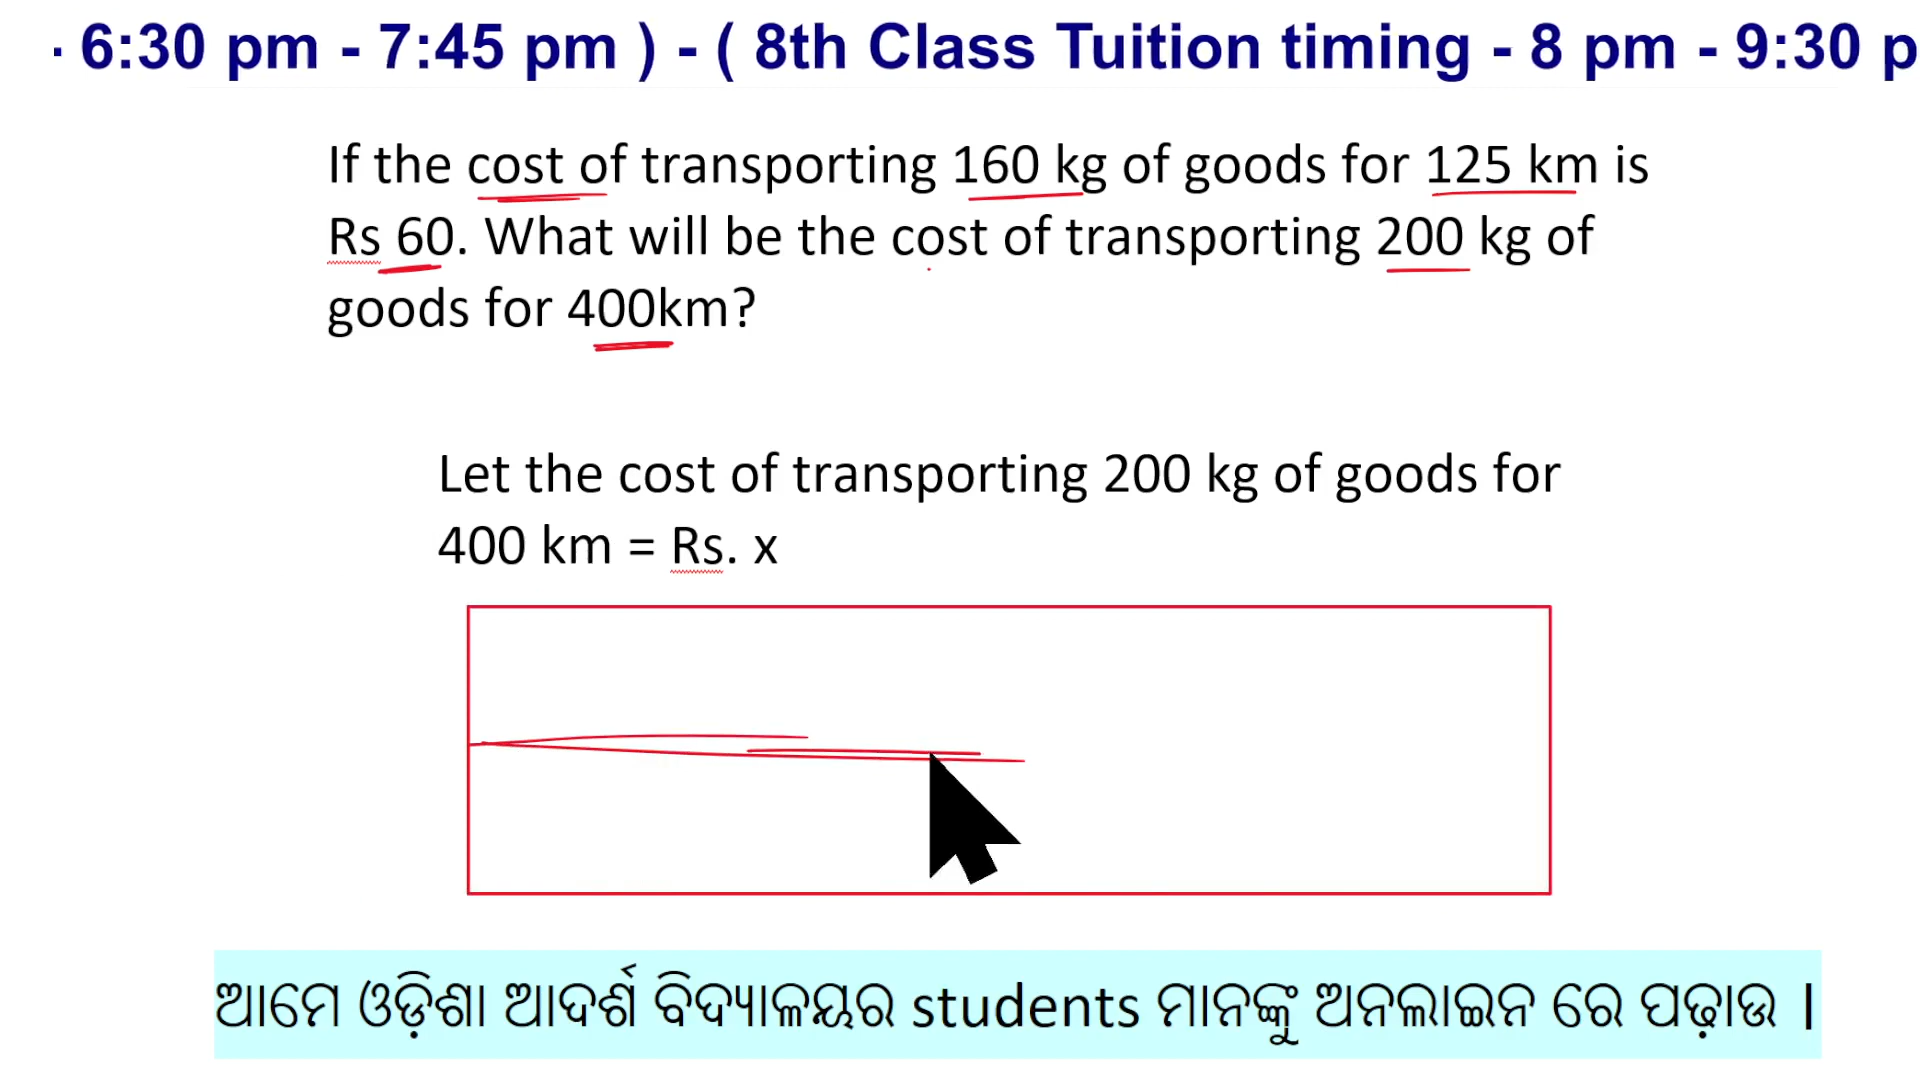 · 6:30 pm - 7:45 pm ) - ( 8th Class Tuition timing - 8 pm - 9:30 p
If the cost of transporting 160 kg of goods for 125 km is
Rs 60. What will be the cost of transporting 200 kg of
goods for 400km?
Let the cost of transporting 200 kg of goods for
400 km = Rs. x
ଆମେ ଓଡ଼ିଶା ଆଦର୍ଶ ବିଦ୍ୟାଳୟର students ମାନଙ୍କୁ ଅନଲାଇନ ରେ ପଢ଼ାଉ ।